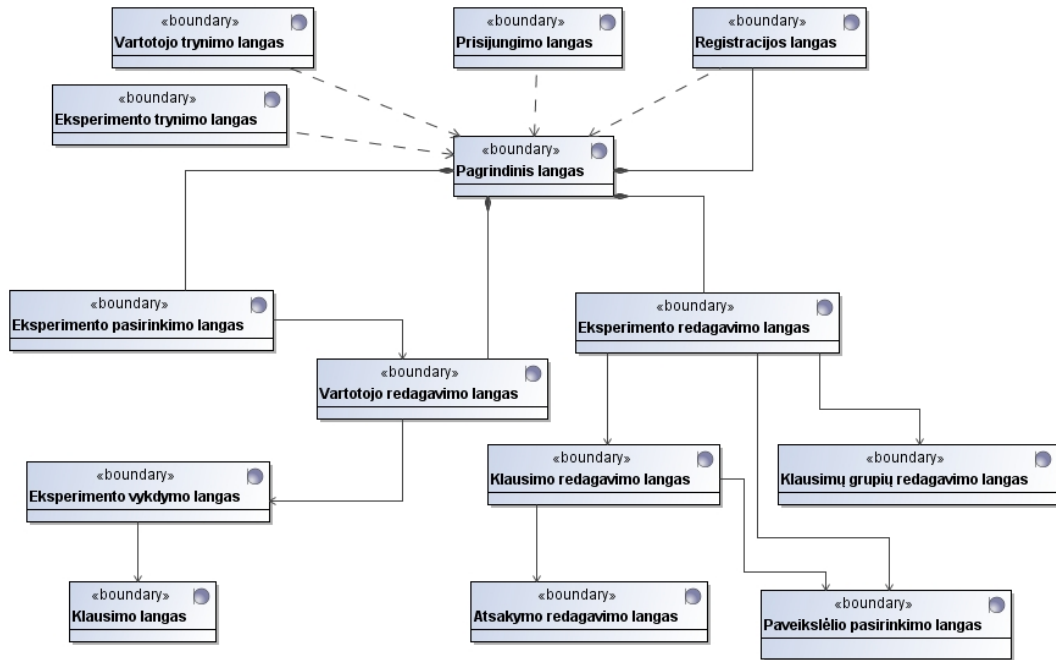 «boundary»
Vartotojo trynimo langas
«boundary»
Prisijungimo langas
«boundary»
Registracijos langas
«boundary»
Eksperimento trynimo langas
«boundary»
Pagrindinis langas
«boundary»
Eksperimento pasirinkimo langas
«boundary»
Eksperimento redagavimo langas
«boundary»
Vartotojo redagavimo langas
«boundary»
Klausimo redagavimo langas
«boundary»
Klausimų grupių redagavimo langas
«boundary»
Eksperimento vykdymo langas
«boundary»
Klausimo langas
«boundary»
Atsakymo redagavimo langas
«boundary»
Paveikslėlio pasirinkimo langas